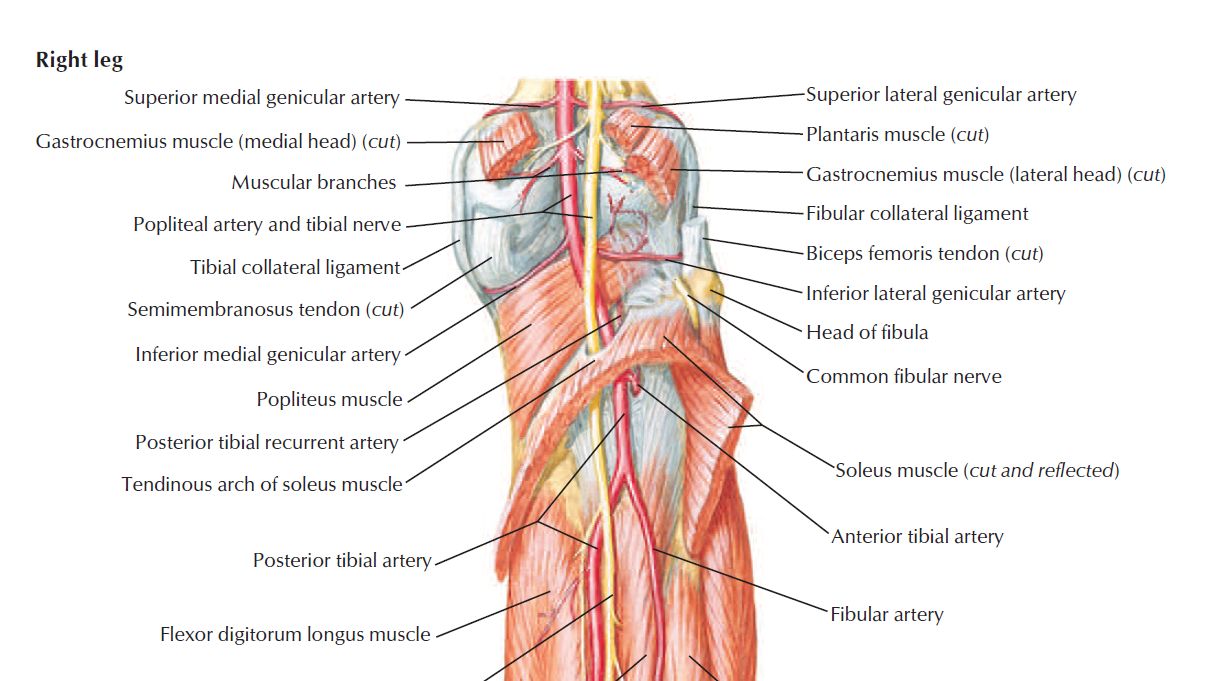 Right leg
Superior medial genicular artery
Gastrocnemius muscle (medial head) (cut)
Muscular branches
Popliteal artery and tibial nerve
Tibial collateral ligament
Semimembranosus tendon (cut)
Inferior medial genicular artery
Popliteus muscle
Posterior tibial recurrent artery
Tendinous arch of soleus muscle
Posterior tibial artery
Flexor digitorum longus muscle
Superior lateral genicular artery
Plantaris muscle (cut)
Gastrocnemius muscle (lateral head) (cut)
Fibular collateral ligament
Biceps femoris tendon (cut)
Inferior lateral genicular artery
Head of fibula
Common fibular nerve
Soleus muscle (cut and reflected)
Anterior tibial artery
Fibular artery